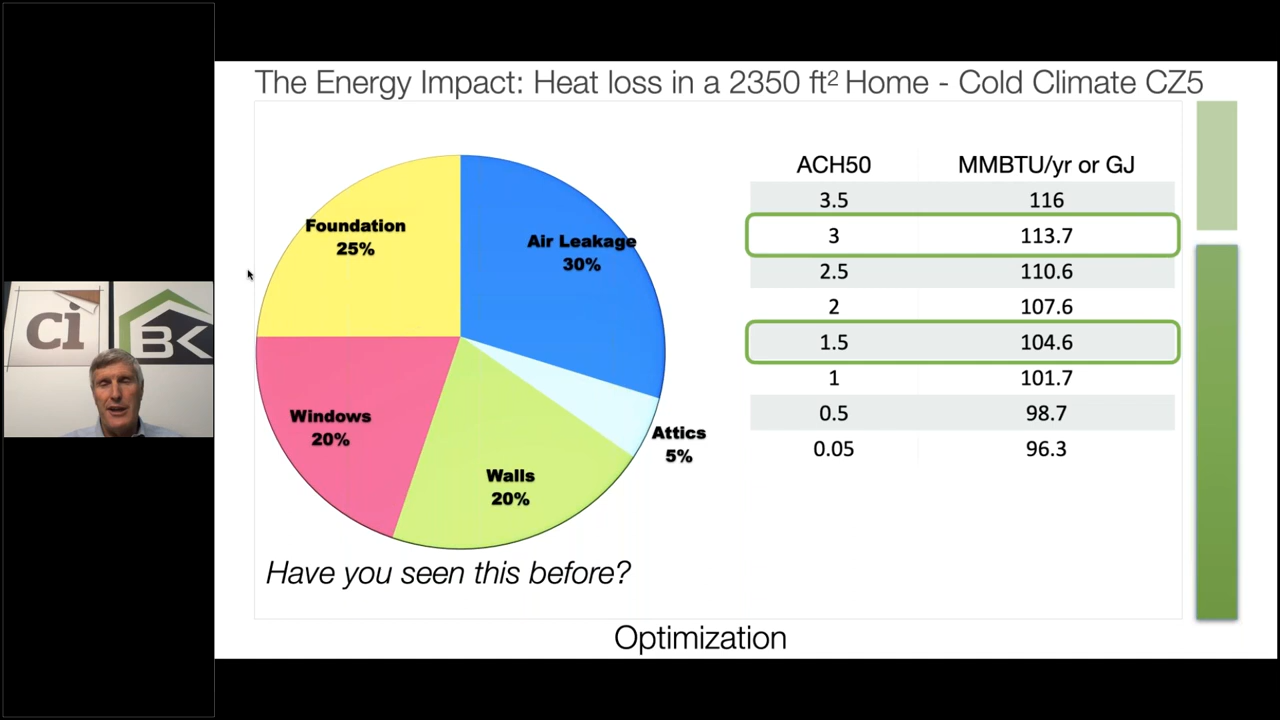 The Energy Impact: Heat loss in a 2350 ft² Home - Cold Climate CZ5
Foundation
25%
Air Leakage
30%
Windows
20%
Walls
20%
Attics
5%
Have you seen this before?
ACH50 MMBTU/yr or GJ
3.5 116
3 113.7
2.5 110.6
2 107.6
1.5 104.6
1 101.7
0.5 98.7
0.05 96.3
Optimization
ci
BK